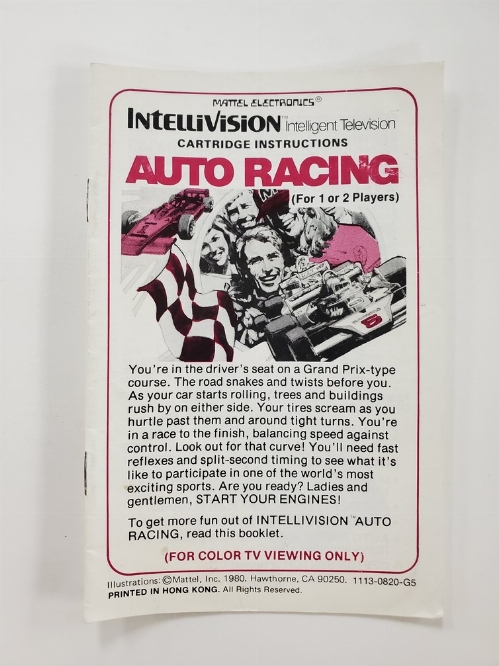 MATTEL ELECTRONICS®
INTELLIVISION™ Intelligent Television
CARTRIDGE INSTRUCTIONS
AUTO RACING
(For 1 or 2 Players)
M
5
You're in the driver's seat on a Grand Prix-type
course. The road snakes and twists before you.
As your car starts rolling, trees and buildings
rush by on either side. Your tires scream as you
hurtle past them and around tight turns. You're
in a race to the finish, balancing speed against
control. Look out for that curve! You'll need fast
reflexes and split-second timing to see what it's
like to participate in one of the world's most
exciting sports. Are you ready? Ladies and
gentlemen, START YOUR ENGINES!
To get more fun out of INTELLIVISION™ AUTO
RACING, read this booklet.
(FOR COLOR TV VIEWING ONLY)
Illustrations: ©Mattel, Inc. 1980. Hawthorne, CA 90250. 1113-0820-G5
PRINTED IN HONG KONG. All Rights Reserved.